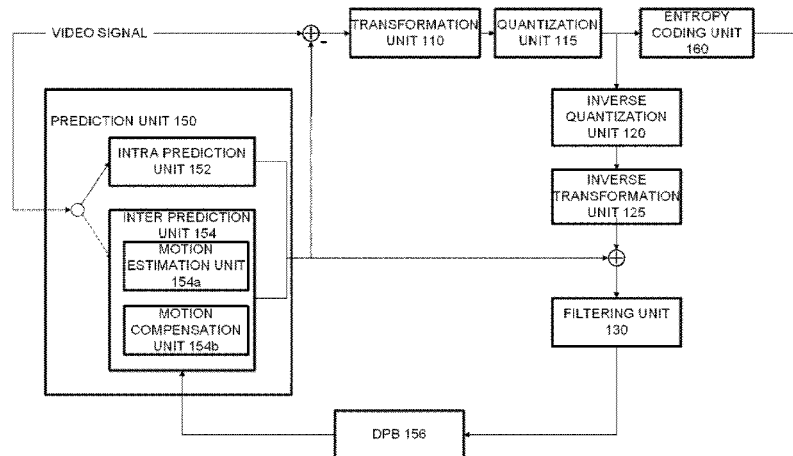 VIDEO SIGNAL
-
TRANSFORMATION
UNIT 110
QUANTIZATION
UNIT 115
ENTROPY
CODING UNIT
160
PREDICTION UNIT 150
INTRA PREDICTION
UNIT 152
INTER PREDICTION
UNIT 154
MOTION
ESTIMATION UNIT
154a
MOTION
COMPENSATION
UNIT 154b
INVERSE
QUANTIZATION
UNIT 120
INVERSE
TRANSFORMATION
UNIT 125
FILTERING UNIT
130
DPB 156